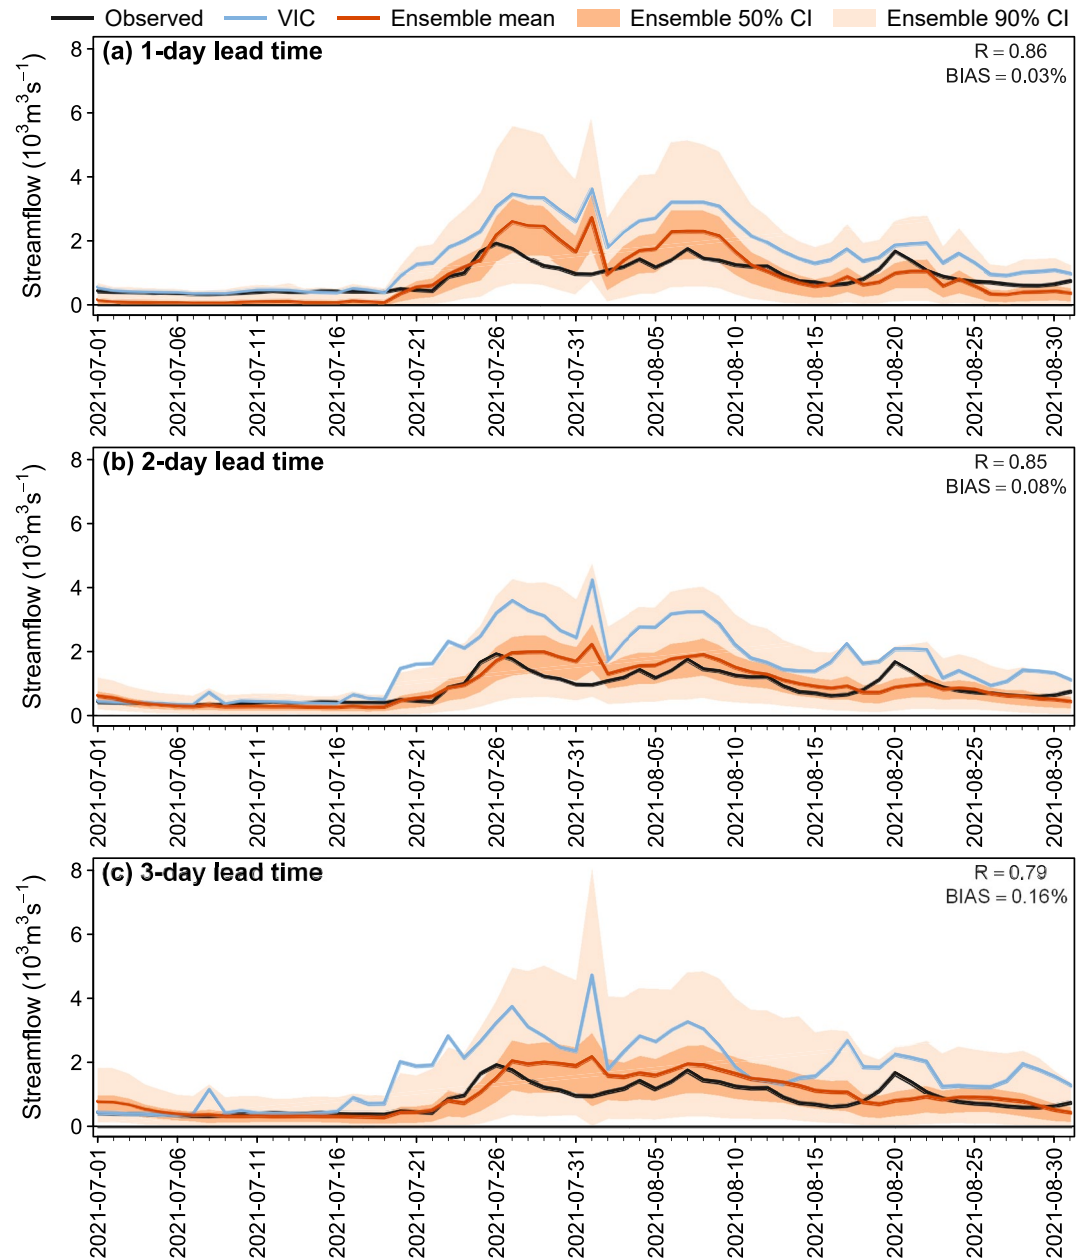 Observed VIC Ensemble mean Ensemble 50% CI Ensemble 90% CI
(a) 1-day lead time
R = 0.86
BIAS = 0.03%
Streamflow (10³m³s⁻¹)
8
6
4
2
0
2021-07-01 2021-07-06 2021-07-11 2021-07-16 2021-07-21 2021-07-26 2021-07-31 2021-08-05 2021-08-10 2021-08-15 2021-08-20 2021-08-25 2021-08-30
(b) 2-day lead time
R = 0.85
BIAS = 0.08%
Streamflow (10³m³s⁻¹)
8
6
4
2
0
2021-07-01 2021-07-06 2021-07-11 2021-07-16 2021-07-21 2021-07-26 2021-07-31 2021-08-05 2021-08-10 2021-08-15 2021-08-20 2021-08-25 2021-08-30
(c) 3-day lead time
R = 0.79
BIAS = 0.16%
Streamflow (10³m³s⁻¹)
8
6
4
2
0
2021-07-01 2021-07-06 2021-07-11 2021-07-16 2021-07-21 2021-07-26 2021-07-31 2021-08-05 2021-08-10 2021-08-15 2021-08-20 2021-08-25 2021-08-30